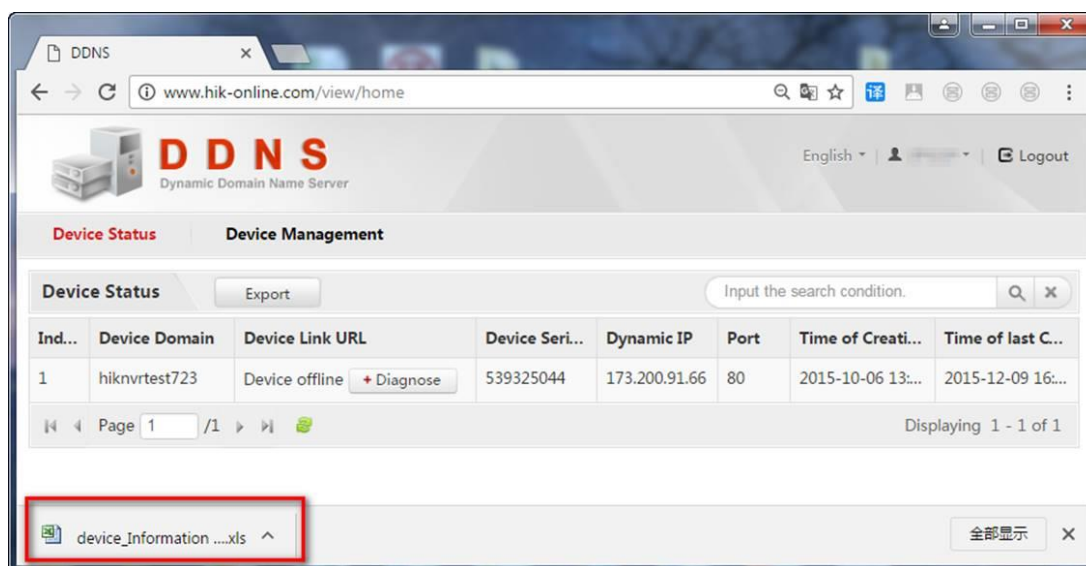 DDNS
www.hik-online.com/view/home
译
DDNS
Dynamic Domain Name Server
English
Logout
Device Status Device Management
Device Status Export Input the search condition.
Ind... Device Domain Device Link URL Device Seri... Dynamic IP Port Time of Creati... Time of last C...
1 hiknvrtest723 Device offline + Diagnose 539325044 173.200.91.66 80 2015-10-06 13:... 2015-12-09 16:...
Page 1 /1 Displaying 1 - 1 of 1
device_Information ....xls 全部显示